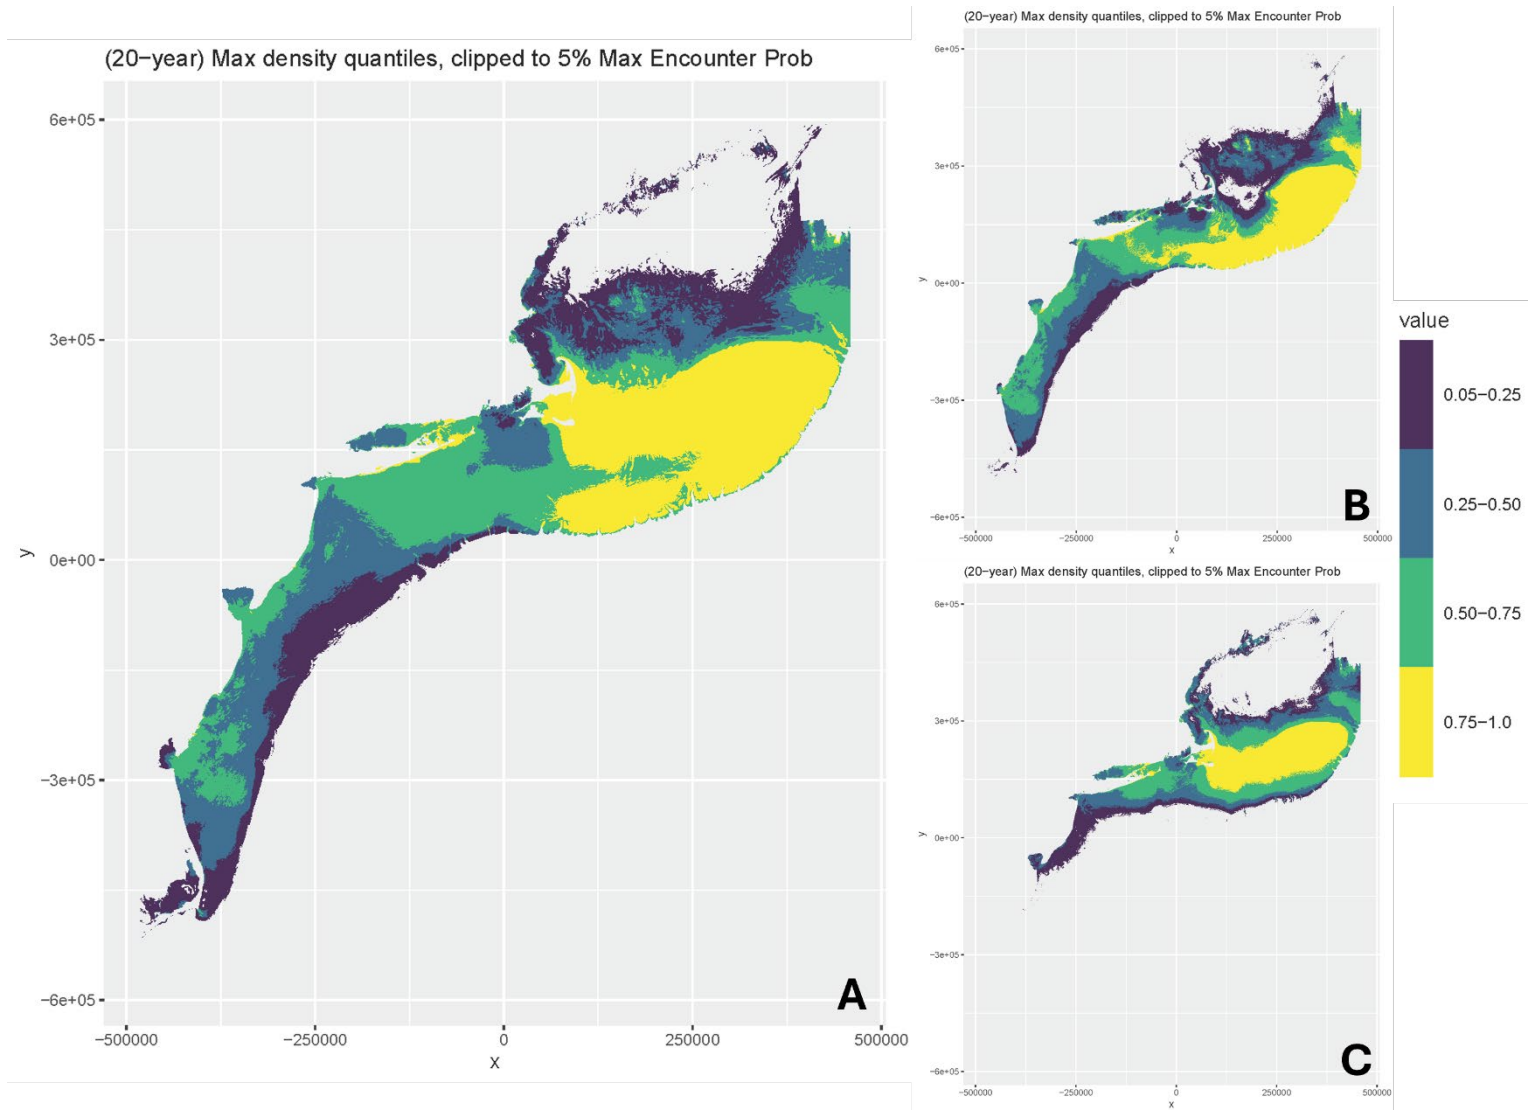 (20−year) Max density quantiles, clipped to 5% Max Encounter Prob
6e+05
3e+05
0e+00
−3e+05
−6e+05
y
−500000 −250000 0 250000 500000
x
A
(20−year) Max density quantiles, clipped to 5% Max Encounter Prob
6e+05
3e+05
0e+00
−3e+05
−6e+05
y
−500000 −250000 0 250000 500000
x
B
(20−year) Max density quantiles, clipped to 5% Max Encounter Prob
6e+05
3e+05
0e+00
−3e+05
−6e+05
y
−500000 −250000 0 250000 500000
x
C
value
0.05−0.25
0.25−0.50
0.50−0.75
0.75−1.0